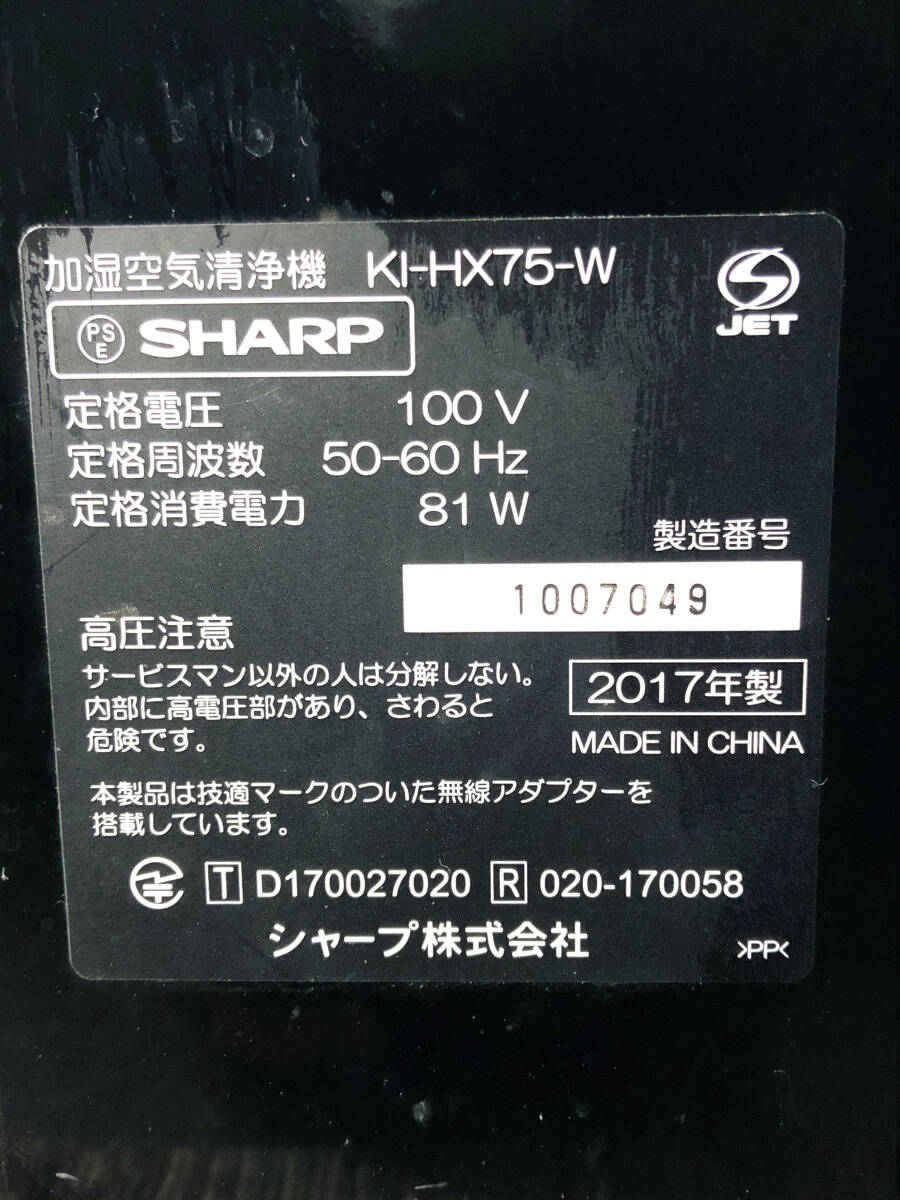 加湿空気清浄機 KI-HX75-W
JET
PSE SHARP
定格電圧 100 V
定格周波数 50-60 Hz
定格消費電力 81 W
製造番号
1007049
高圧注意
サービスマン以外の人は分解しない。
内部に高電圧部があり、さわると
危険です。
2017年製
MADE IN CHINA
本製品は技適マークのついた無線アダプターを
搭載しています。
T D170027020 R 020-170058
シャープ株式会社
>PP<